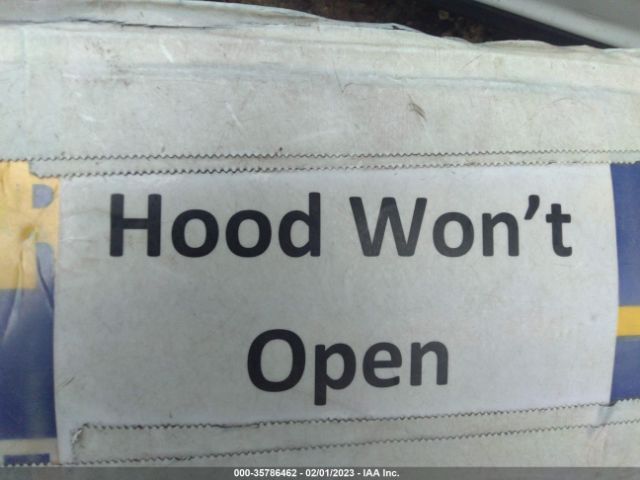 R
Hood Won’t
Open
000-35786462 - 02/01/2023 - IAA Inc.